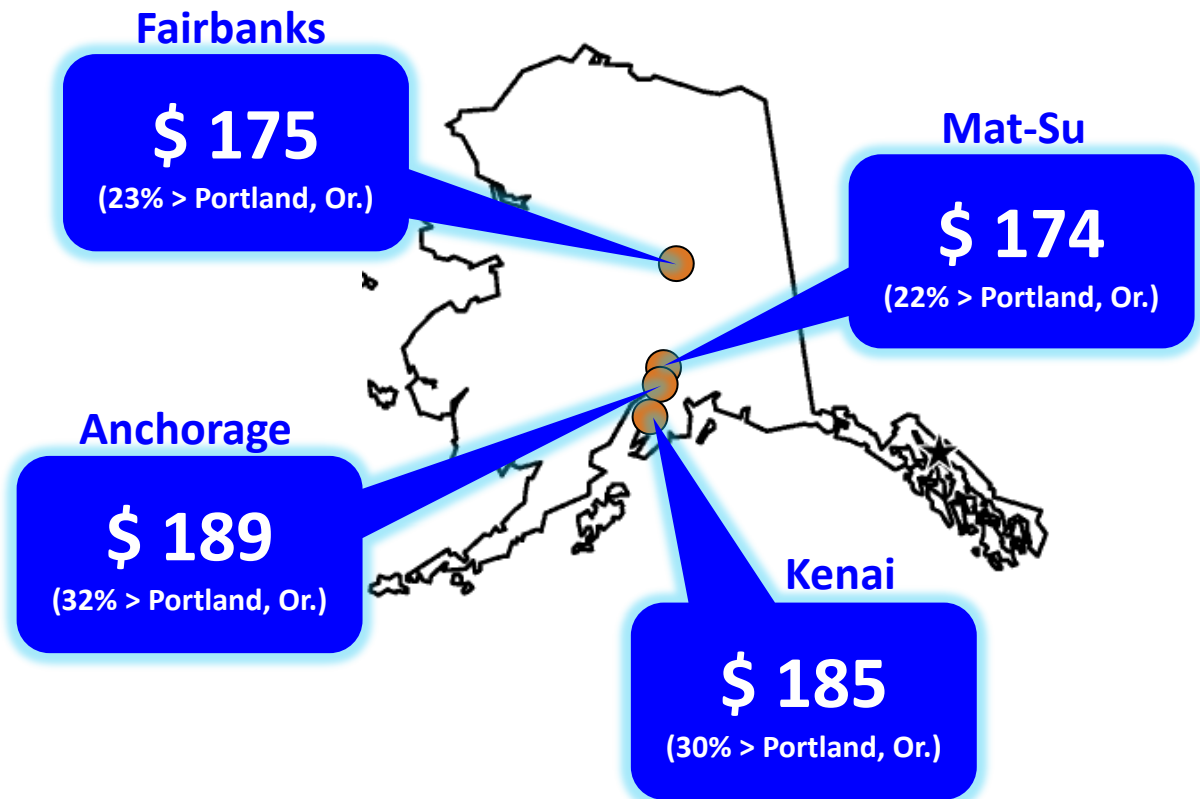 Fairbanks
$ 175
(23% > Portland, Or.)
Mat-Su
$ 174
(22% > Portland, Or.)
Anchorage
$ 189
(32% > Portland, Or.)
Kenai
$ 185
(30% > Portland, Or.)